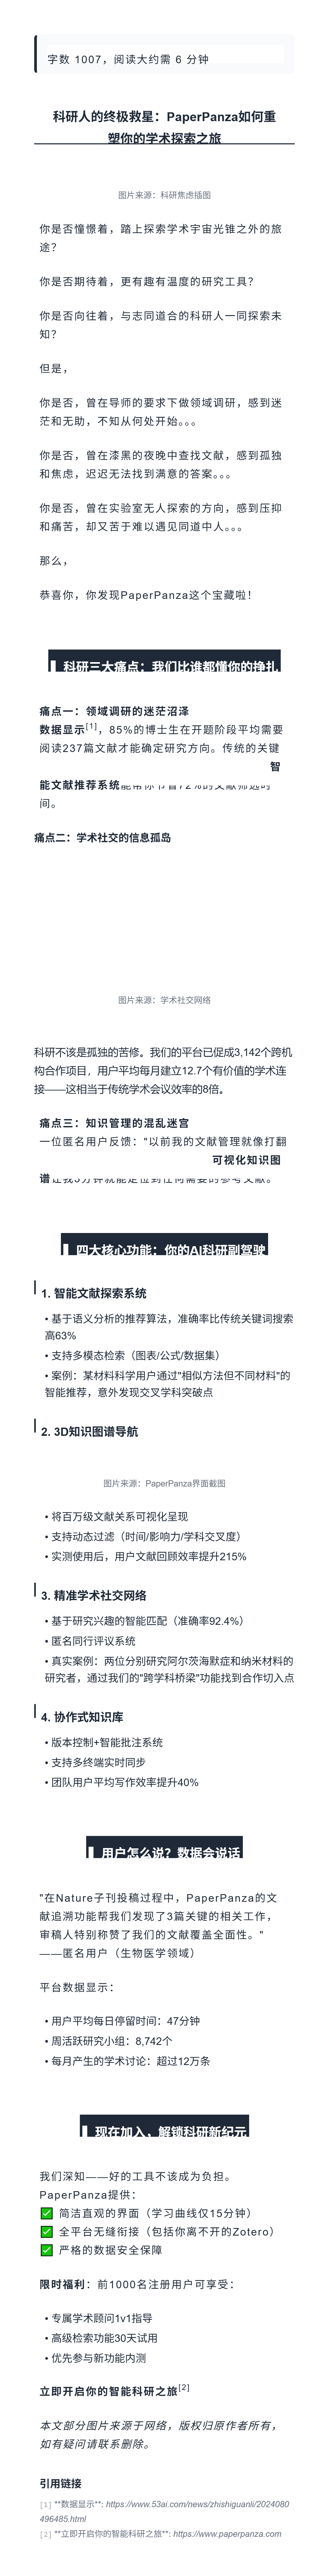 字数 1007，阅读大约需 6 分钟
科研人的终极救星：PaperPanza如何重
塑你的学术探索之旅
图片来源：科研焦虑插图
你是否憧憬着，踏上探索学术宇宙光锥之外的旅
途？
你是否期待着，更有趣有温度的研究工具？
你是否向往着，与志同道合的科研人一同探索未
知？
但是，
你是否，曾在导师的要求下做领域调研，感到迷
茫和无助，不知从何处开始。。。
你是否，曾在漆黑的夜晚中查找文献，感到孤独
和焦虑，迟迟无法找到满意的答案。。。
你是否，曾在实验室无人探索的方向，感到压抑
和痛苦，却又苦于难以遇见同道中人。。。
那么，
恭喜你，你发现PaperPanza这个宝藏啦！
▌科研三大痛点：我们比谁都懂你的挣扎
痛点一：领域调研的迷茫沼泽
数据显示[1]，85%的博士生在开题阶段平均需要
阅读237篇文献才能确定研究方向。传统的关键
智
能文献推荐系统能帮你节省72%的文献筛选时
间。
痛点二：学术社交的信息孤岛
图片来源：学术社交网络
科研不该是孤独的苦修。我们的平台已促成3,142个跨机
构合作项目，用户平均每月建立12.7个有价值的学术连
接——这相当于传统学术会议效率的8倍。
痛点三：知识管理的混乱迷宫
一位匿名用户反馈："以前我的文献管理就像打翻
可视化知识图
谱让我3分钟就能定位到任何需要的参考文献。
▌四大核心功能：你的AI科研副驾驶
1. 智能文献探索系统
• 基于语义分析的推荐算法，准确率比传统关键词搜索
高63%
• 支持多模态检索（图表/公式/数据集）
• 案例：某材料科学用户通过"相似方法但不同材料"的
智能推荐，意外发现交叉学科突破点
2. 3D知识图谱导航
图片来源：PaperPanza界面截图
• 将百万级文献关系可视化呈现
• 支持动态过滤（时间/影响力/学科交叉度）
• 实测使用后，用户文献回顾效率提升215%
3. 精准学术社交网络
• 基于研究兴趣的智能匹配（准确率92.4%）
• 匿名同行评议系统
• 真实案例：两位分别研究阿尔茨海默症和纳米材料的
研究者，通过我们的"跨学科桥梁"功能找到合作切入点
4. 协作式知识库
• 版本控制+智能批注系统
• 支持多终端实时同步
• 团队用户平均写作效率提升40%
▌用户怎么说？数据会说话
"在Nature子刊投稿过程中，PaperPanza的文
献追溯功能帮我们发现了3篇关键的相关工作，
审稿人特别称赞了我们的文献覆盖全面性。"
——匿名用户（生物医学领域）
平台数据显示：
• 用户平均每日停留时间：47分钟
• 周活跃研究小组：8,742个
• 每月产生的学术讨论：超过12万条
▌现在加入，解锁科研新纪元
我们深知——好的工具不该成为负担。
PaperPanza提供：
✅ 简洁直观的界面（学习曲线仅15分钟）
✅ 全平台无缝衔接（包括你离不开的Zotero）
✅ 严格的数据安全保障
限时福利：前1000名注册用户可享受：
• 专属学术顾问1v1指导
• 高级检索功能30天试用
• 优先参与新功能内测
立即开启你的智能科研之旅[2]
本文部分图片来源于网络，版权归原作者所有，
如有疑问请联系删除。
引用链接
[1] **数据显示**: https://www.53ai.com/news/zhishiguanli/2024080
496485.html
[2] **立即开启你的智能科研之旅**: https://www.paperpanza.com